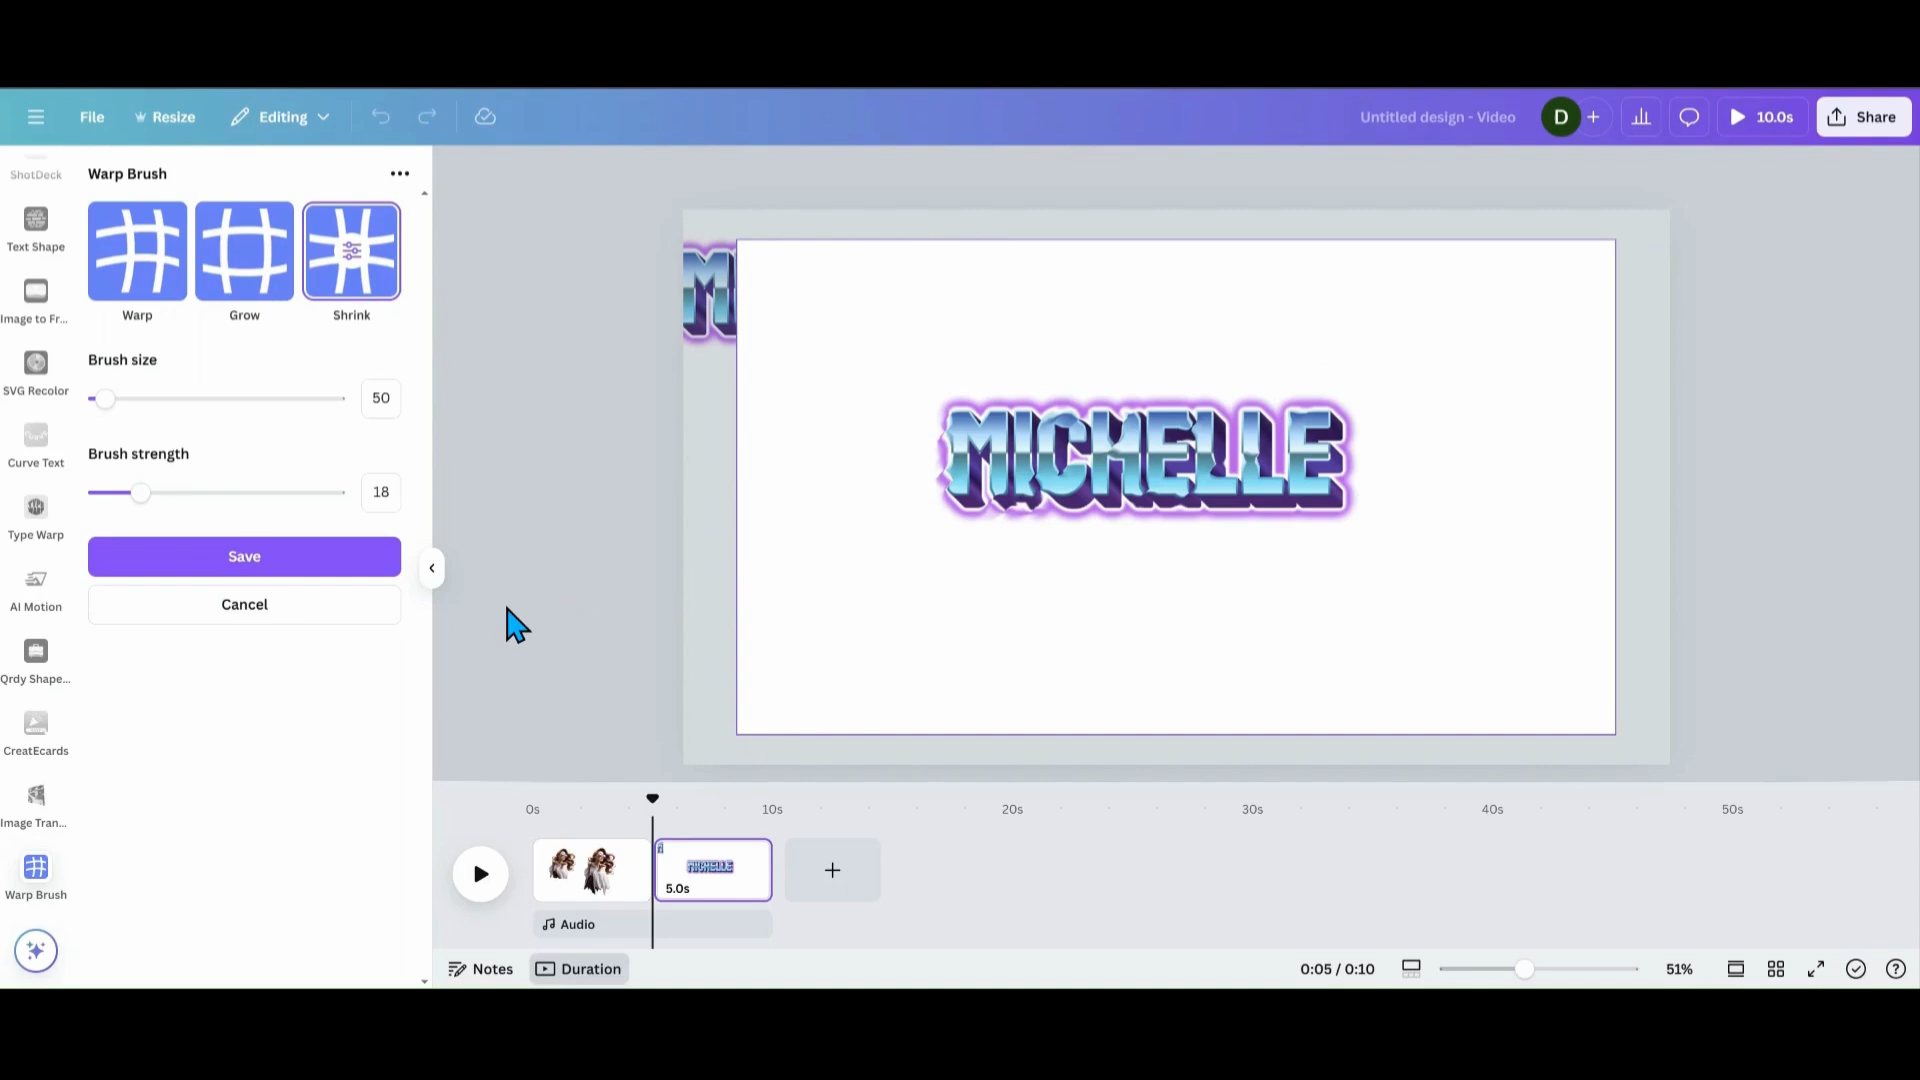 File
Resize
Editing
Untitled design - Video
D
10.0s
Share
ShotDeck
Text Shape
Image to Fr...
SVG Recolor
Curve Text
Type Warp
AI Motion
Qrdy Shape...
CreatEcards
Image Tran...
Warp Brush
Warp Brush
Warp
Grow
Shrink
Brush size
50
Brush strength
18
Save
Cancel
M
MICHELLE
0s
10s
20s
30s
40s
50s
MICHELLE
5.0s
Audio
Notes
Duration
0:05 / 0:10
51%